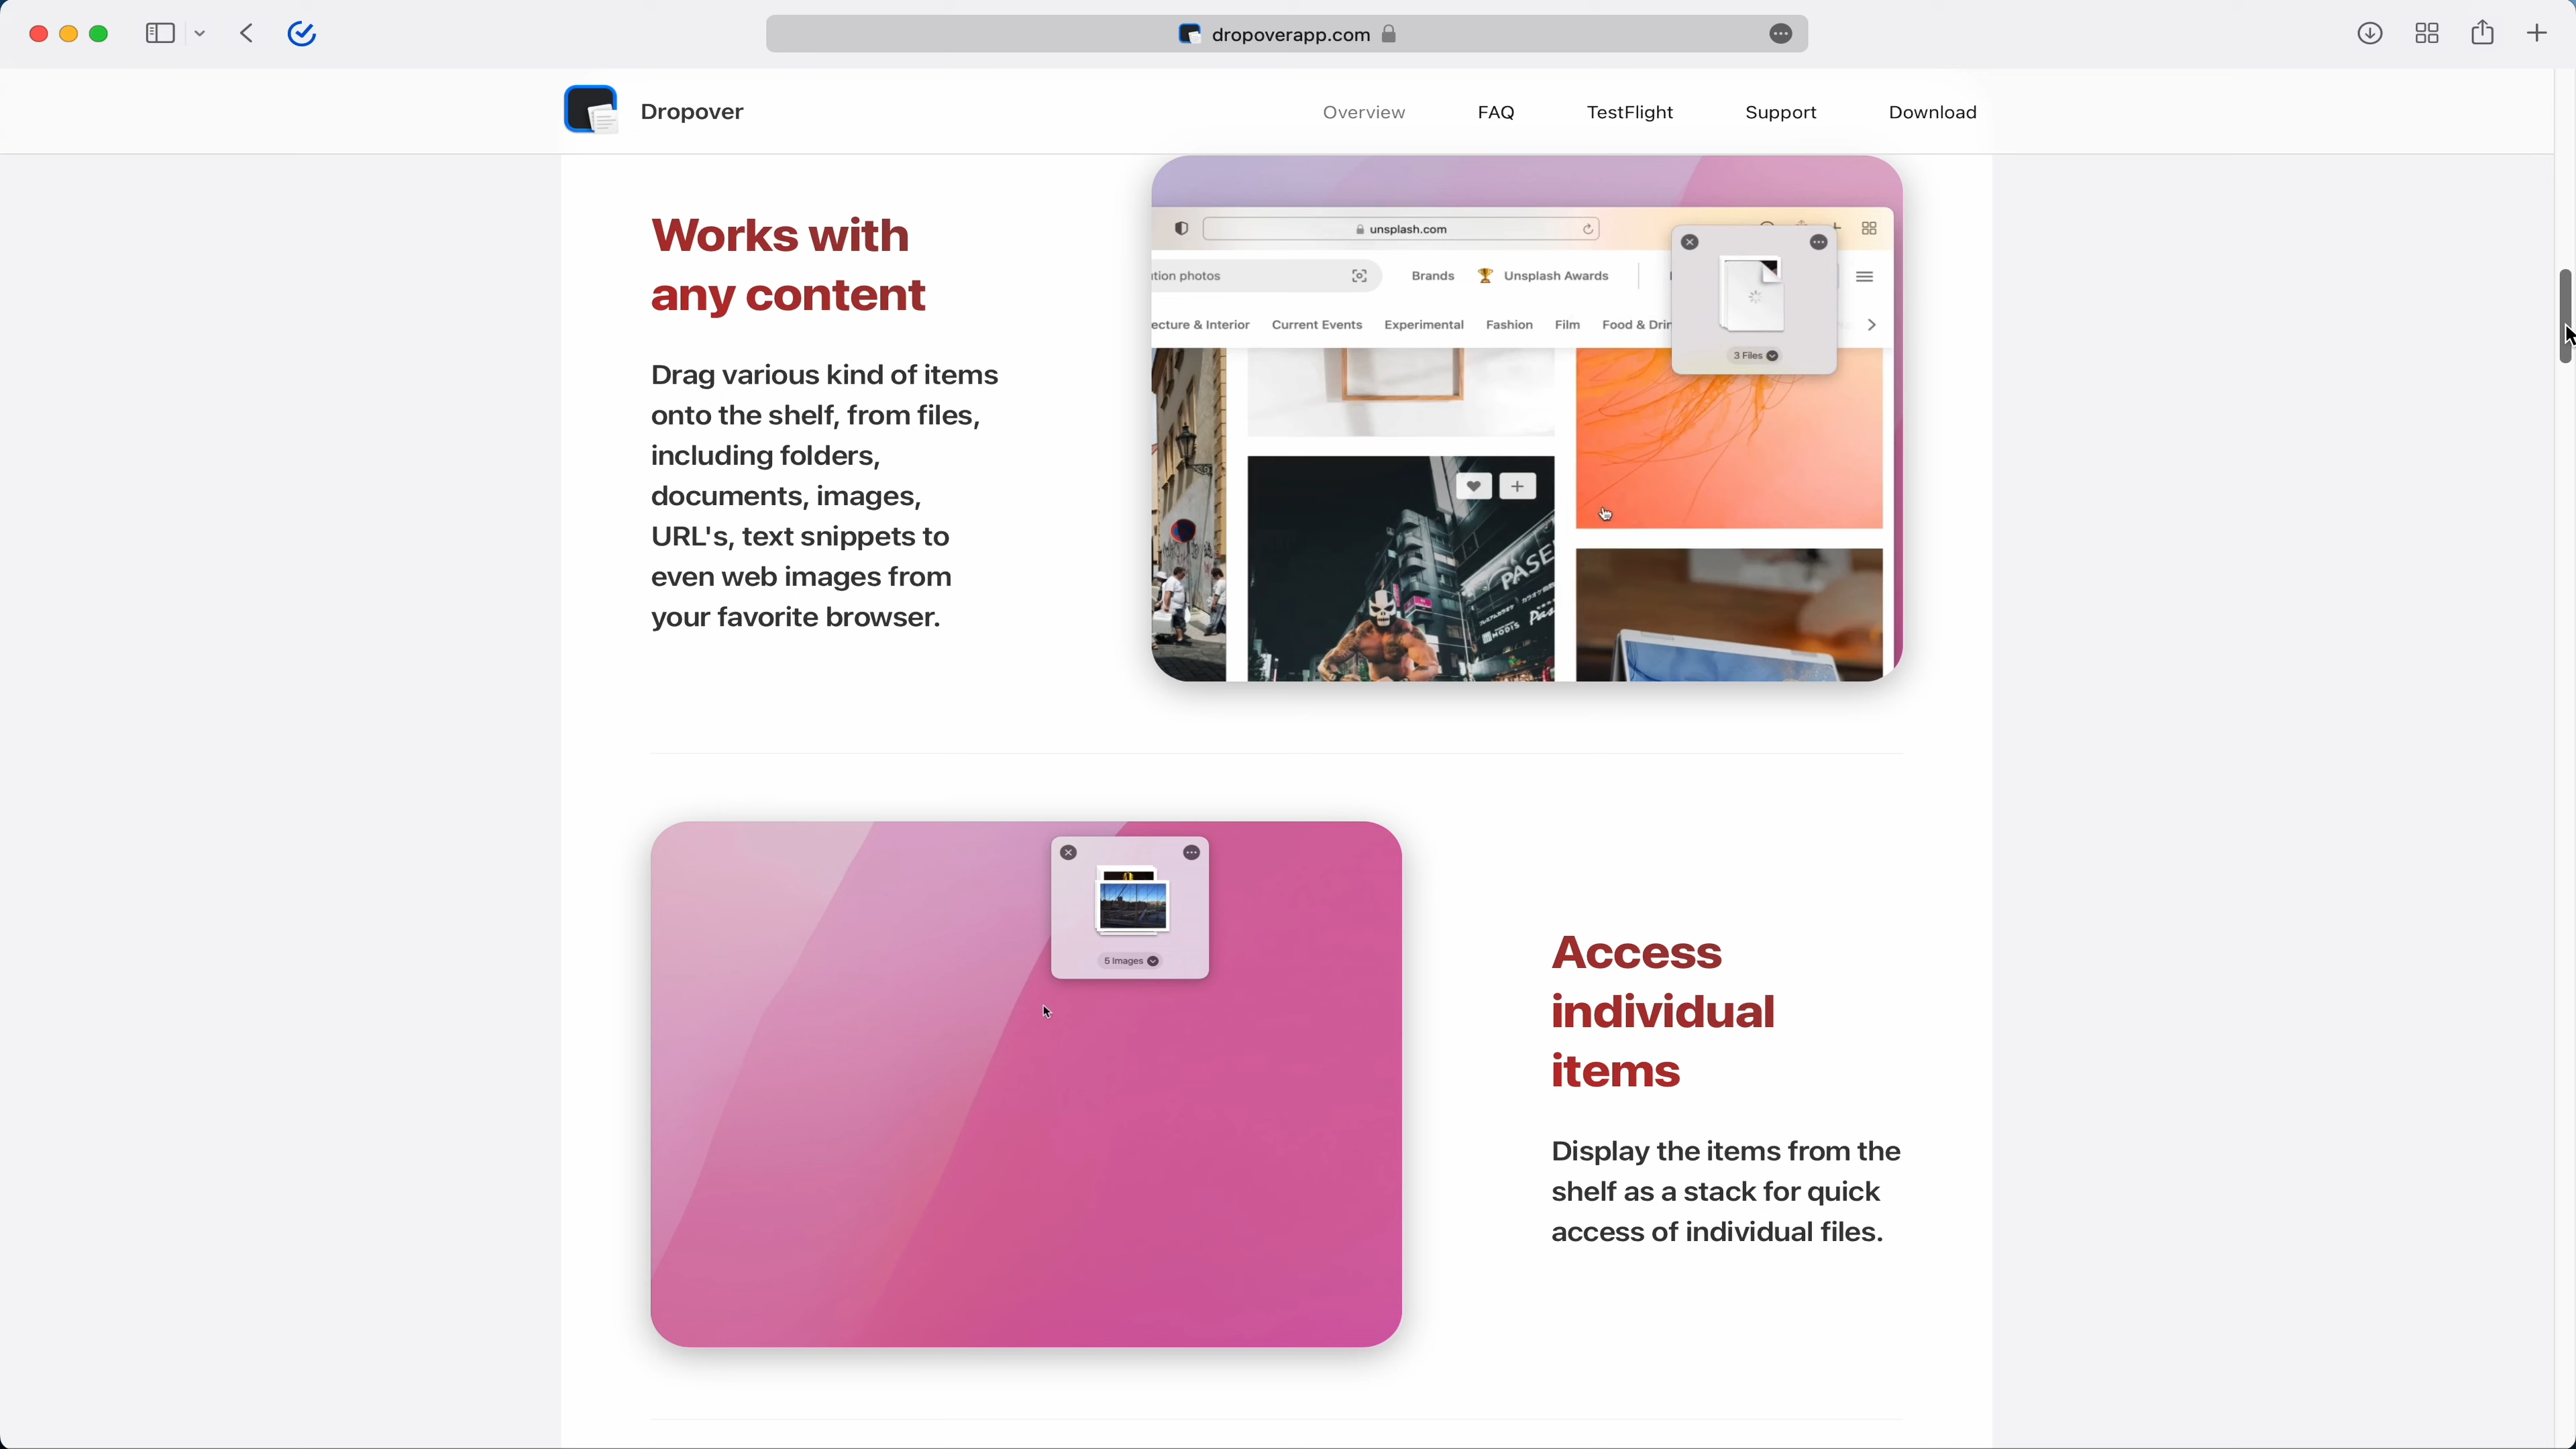 dropoverapp.com
Dropover
Overview
FAQ
TestFlight
Support
Download
Works with
any content
Drag various kind of items
onto the shelf, from files,
including folders,
documents, images,
URL's, text snippets to
even web images from
your favorite browser.
unsplash.com
tion photos
Brands
Unsplash Awards
ecture & Interior
Current Events
Experimental
Fashion
Film
Food & Drin
3 Files
PASE
MODIS
Pas
5 Images
Access
individual
items
Display the items from the
shelf as a stack for quick
access of individual files.